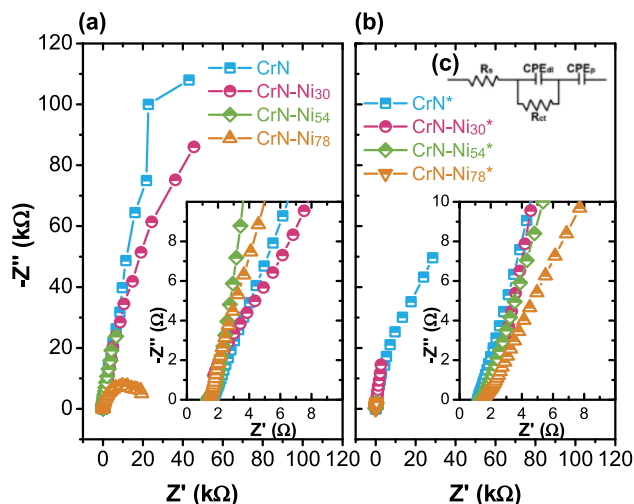 (a)
(b)
(c)
-Z'' (kΩ)
120
100
80
60
40
20
0
CrN
CrN-Ni30
CrN-Ni54
CrN-Ni78
-Z'' (Ω)
10
8
6
4
2
0
0 2 4 6 8
Z' (Ω)
0 20 40 60 80 100 120
Z' (kΩ)
Rs
CPEdl
CPEp
Rct
CrN*
CrN-Ni30*
CrN-Ni54*
CrN-Ni78*
-Z'' (Ω)
10
8
6
4
2
0
0 2 4 6 8
Z' (Ω)
0 20 40 60 80 100 120
Z' (kΩ)